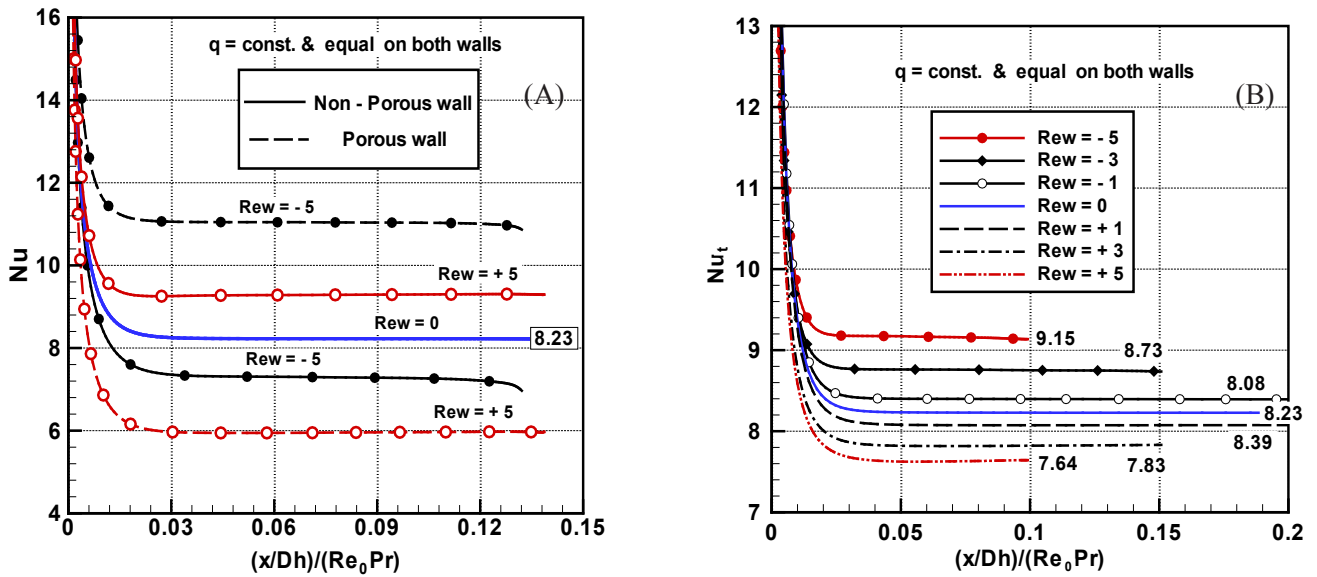 16
14
12
10
8
6
4
Nu
q = const. & equal on both walls
Non - Porous wall
Porous wall
(A)
Rew = - 5
Rew = + 5
Rew = 0
8.23
Rew = - 5
Rew = + 5
0
0.03
0.06
0.09
0.12
0.15
(x/Dh)/(Re0Pr)
13
12
11
10
9
8
7
Nut
q = const. & equal on both walls
(B)
Rew = - 5
Rew = - 3
Rew = - 1
Rew = 0
Rew = + 1
Rew = + 3
Rew = + 5
9.15
8.73
8.08
8.23
8.39
7.64
7.83
0
0.05
0.1
0.15
0.2
(x/Dh)/(Re0Pr)